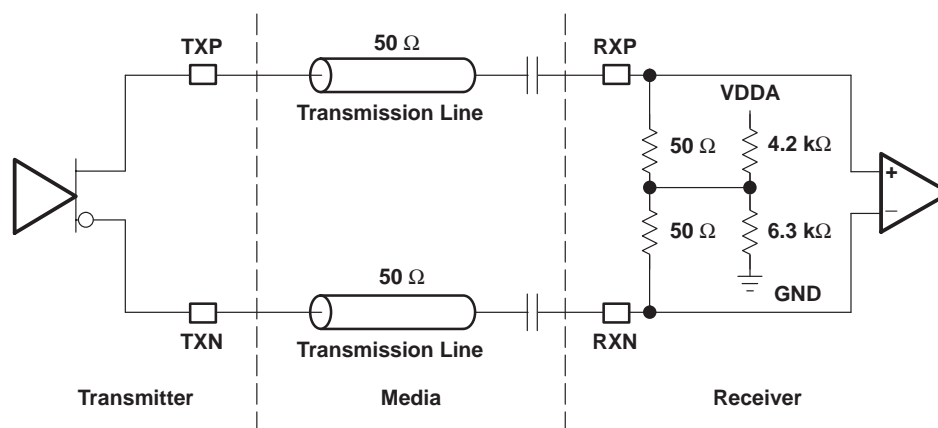 50 Ω
TXP
RXP
Transmission Line
VDDA
50 Ω
4.2 kΩ
+
–
50 Ω
6.3 kΩ
50 Ω
GND
TXN
RXN
Transmission Line
Transmitter
Media
Receiver